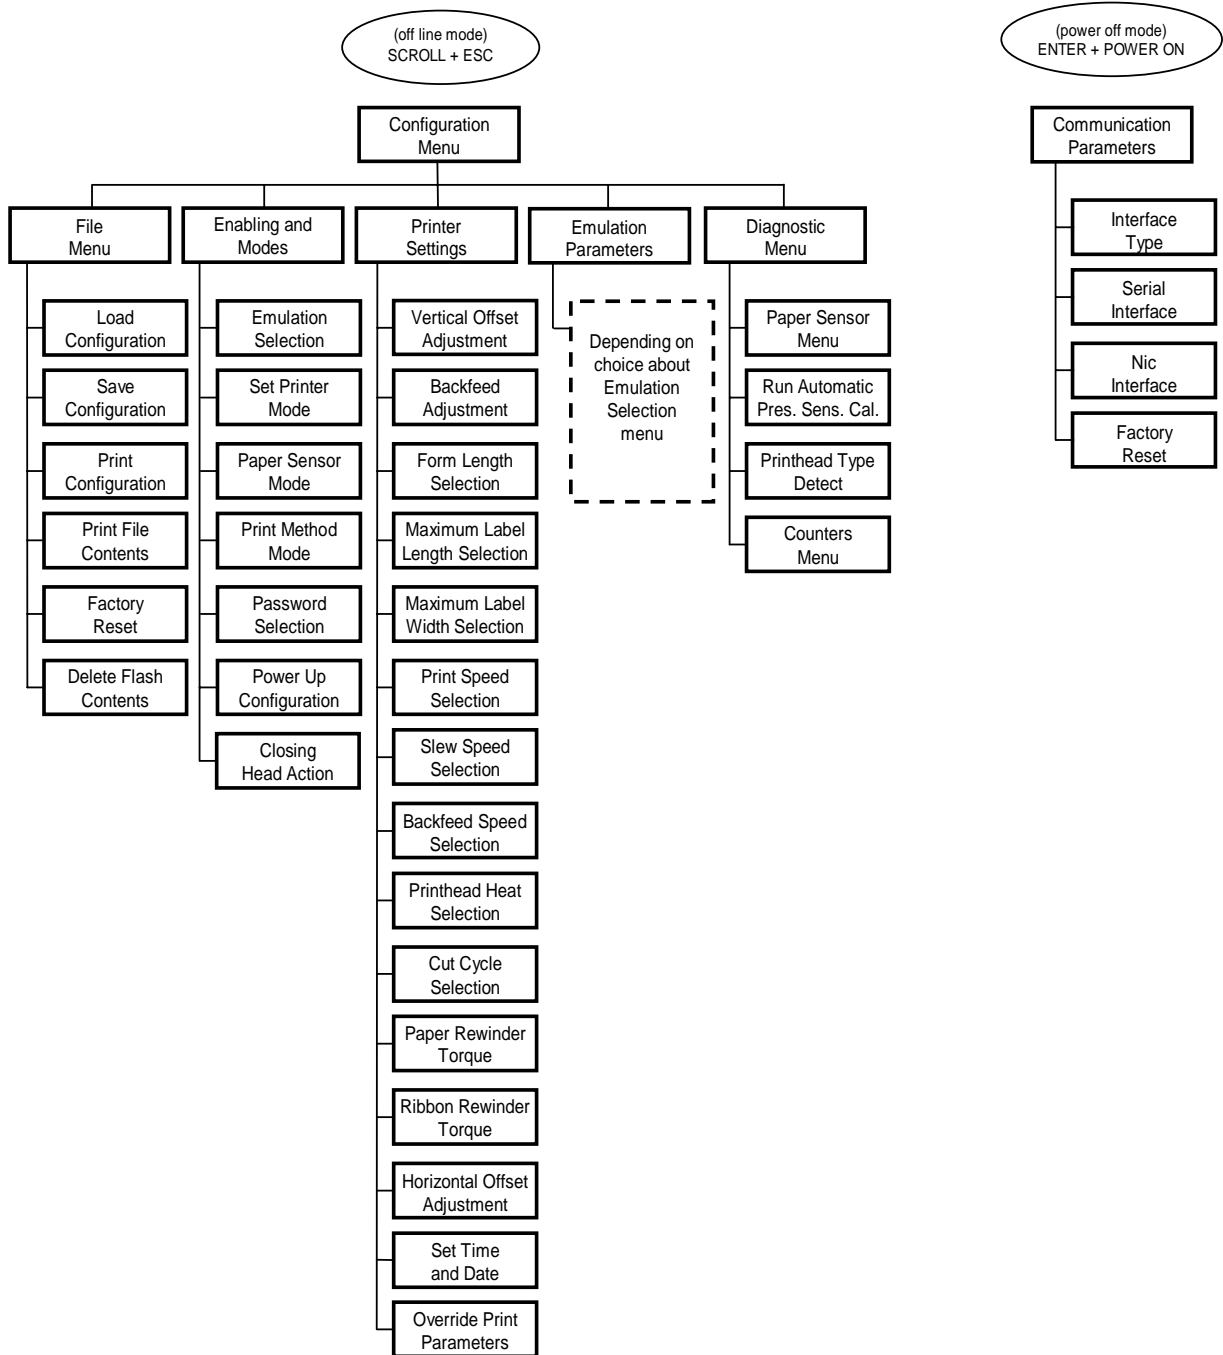 (off line mode)
SCROLL + ESC
(power off mode)
ENTER + POWER ON
Configuration
Menu
Communication
Parameters
File
Menu
Enabling and
Modes
Printer
Settings
Emulation
Parameters
Diagnostic
Menu
Load
Configuration
Save
Configuration
Print
Configuration
Print File
Contents
Factory
Reset
Delete Flash
Contents
Emulation
Selection
Set Printer
Mode
Paper Sensor
Mode
Print Method
Mode
Password
Selection
Power Up
Configuration
Closing
Head Action
Vertical Offset
Adjustment
Backfeed
Adjustment
Form Length
Selection
Maximum Label
Length Selection
Maximum Label
Width Selection
Print Speed
Selection
Slew Speed
Selection
Backfeed Speed
Selection
Printhead Heat
Selection
Cut Cycle
Selection
Paper Rewinder
Torque
Ribbon Rewinder
Torque
Horizontal Offset
Adjustment
Set Time
and Date
Override Print
Parameters
Depending on
choice about
Emulation
Selection
menu
Paper Sensor
Menu
Run Automatic
Pres. Sens. Cal.
Printhead Type
Detect
Counters
Menu
Interface
Type
Serial
Interface
Nic
Interface
Factory
Reset